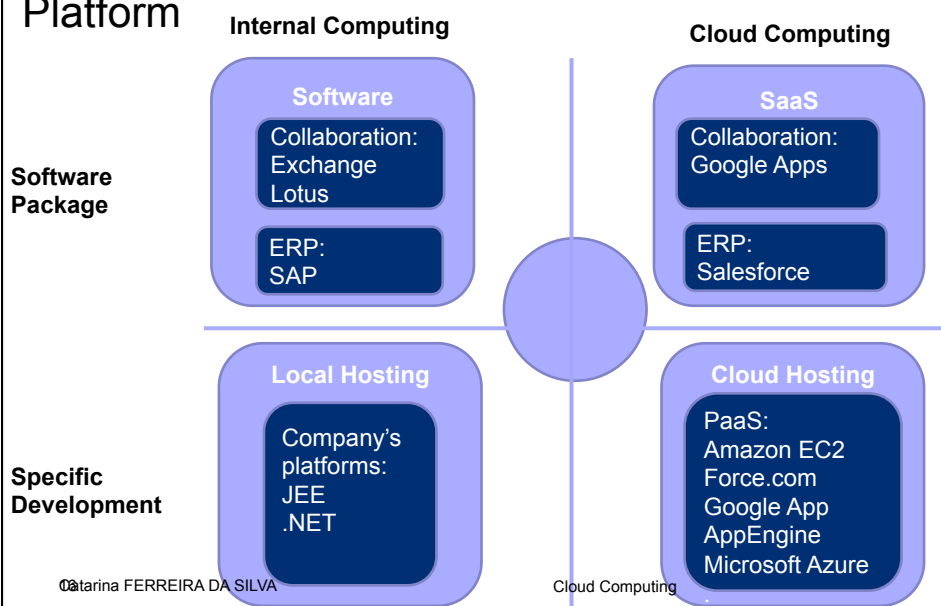 Platform
Internal Computing
Cloud Computing
Software
Package
Software
Collaboration:
Exchange
Lotus
ERP:
SAP
SaaS
Collaboration:
Google Apps
ERP:
Salesforce
Specific
Development
Local Hosting
Company's
platforms:
JEE
.NET
Cloud Hosting
PaaS:
Amazon EC2
Force.com
Google App
AppEngine
Microsoft Azure
.
16
Catarina FERREIRA DA SILVA
Cloud Computing